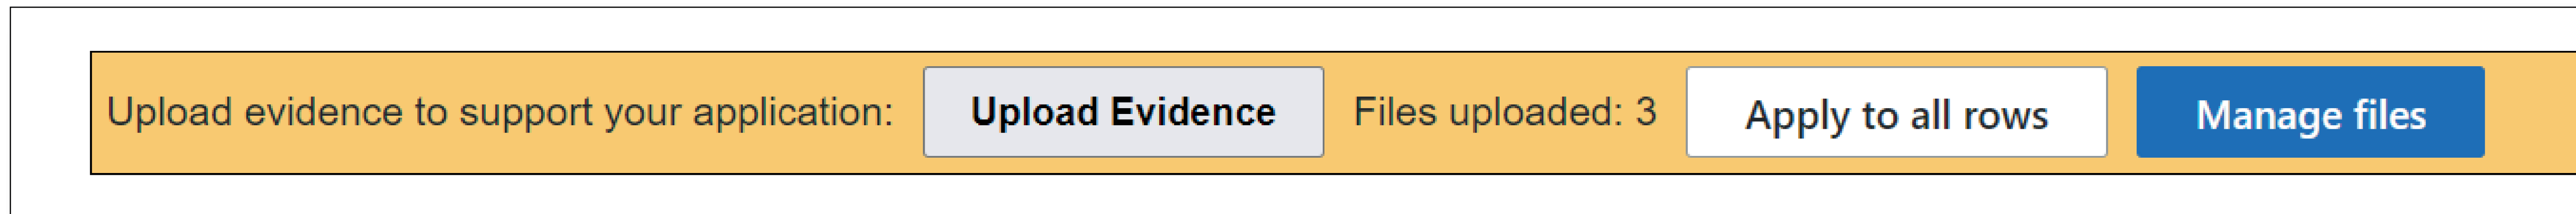 Upload evidence to support your application: Upload Evidence Files uploaded: 3 Apply to all rows Manage files